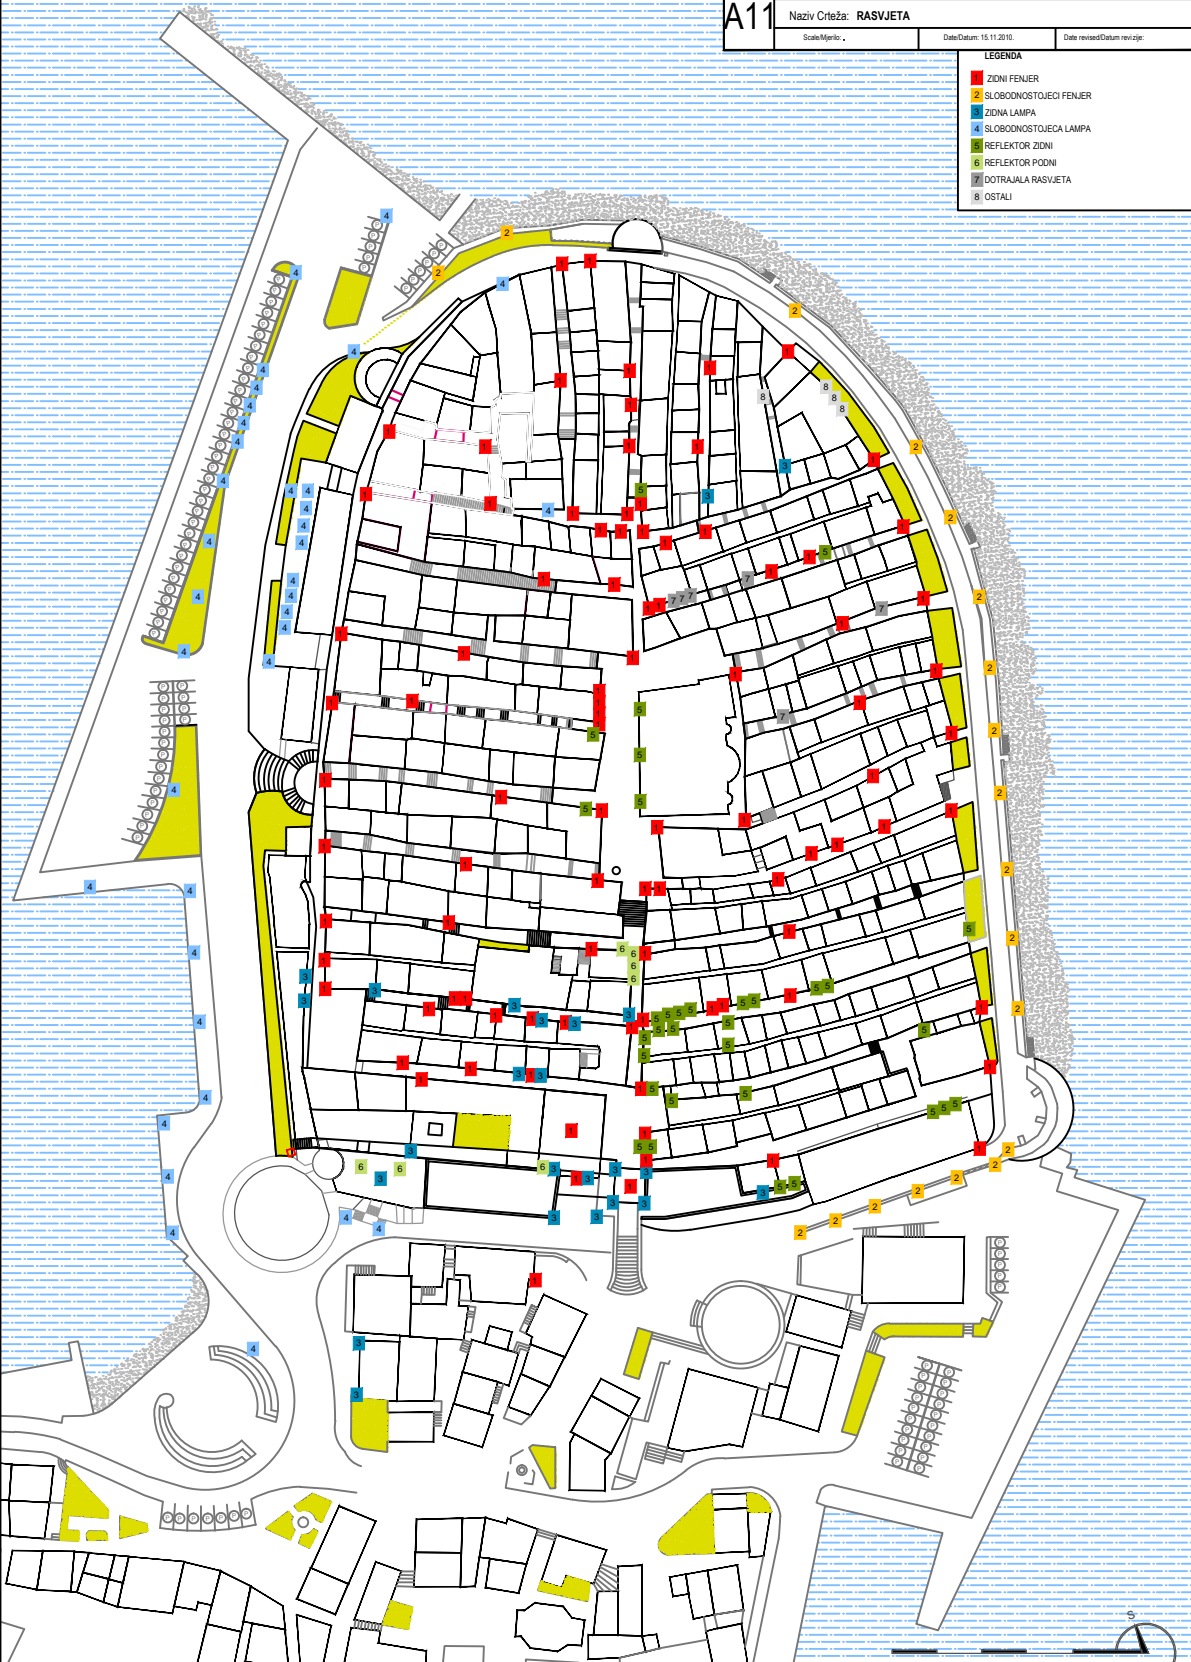 A11
Naziv Crteža: RASVJETA
Scale/Mjerilo: .
Date/Datum: 15.11.2010.
Date revised/Datum revizije:
LEGENDA
1 ZIDNI FENJER
2 SLOBODNOSTOJECI FENJER
3 ZIDNA LAMPA
4 SLOBODNOSTOJECA LAMPA
5 REFLEKTOR ZIDNI
6 REFLEKTOR PODNI
7 DOTRAJALA RASVJETA
8 OSTALI
S